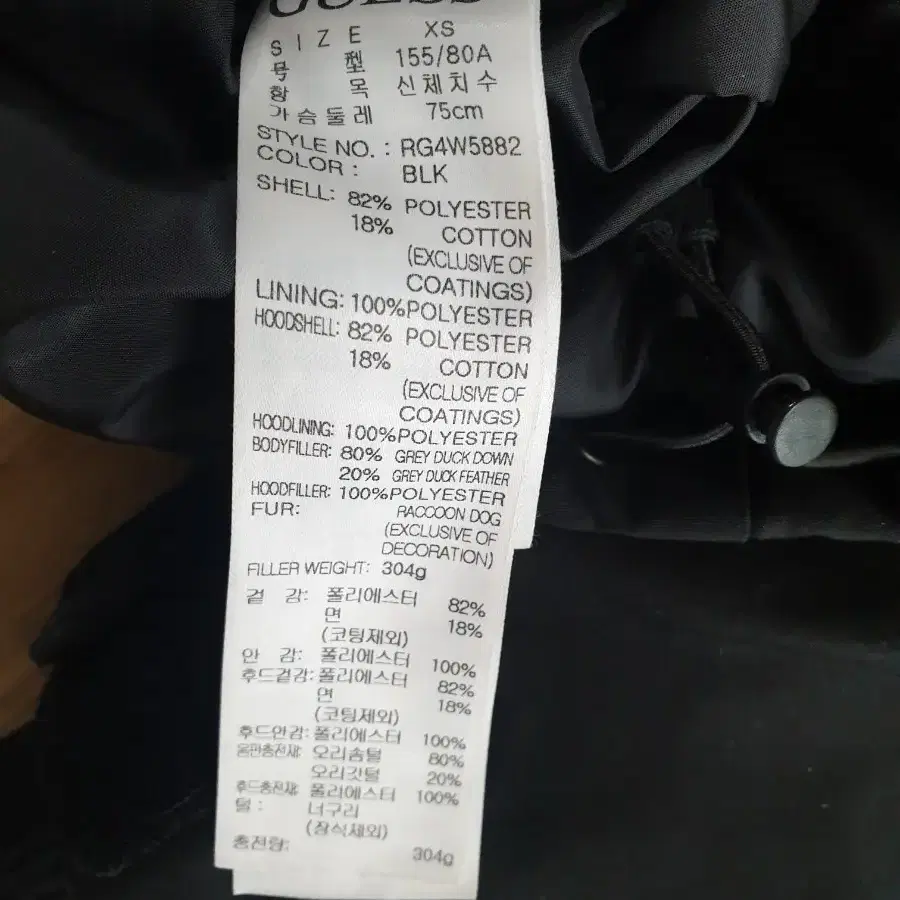 GUESS
SIZE XS
号 型 155/80A
항 목 신체치수
가슴둘레 75cm
STYLE NO. : RG4W5882
COLOR : BLK
SHELL: 82% POLYESTER
18% COTTON
(EXCLUSIVE OF
COATINGS)
LINING: 100%POLYESTER
HOODSHELL: 82% POLYESTER
18% COTTON
(EXCLUSIVE OF
COATINGS)
HOODLINING: 100%POLYESTER
BODYFILLER: 80% GREY DUCK DOWN
20% GREY DUCK FEATHER
HOODFILLER: 100%POLYESTER
FUR: RACCOON DOG
(EXCLUSIVE OF
DECORATION)
FILLER WEIGHT: 304g
겉 감: 폴리에스터 82%
면 18%
(코팅제외)
안 감: 폴리에스터 100%
후드겉감: 폴리에스터 82%
면 18%
(코팅제외)
후드안감: 폴리에스터 100%
몸판충전재: 오리솜털 80%
오리깃털 20%
후드충전재: 폴리에스터 100%
털 : 너구리
(장식제외)
충전량: 304g